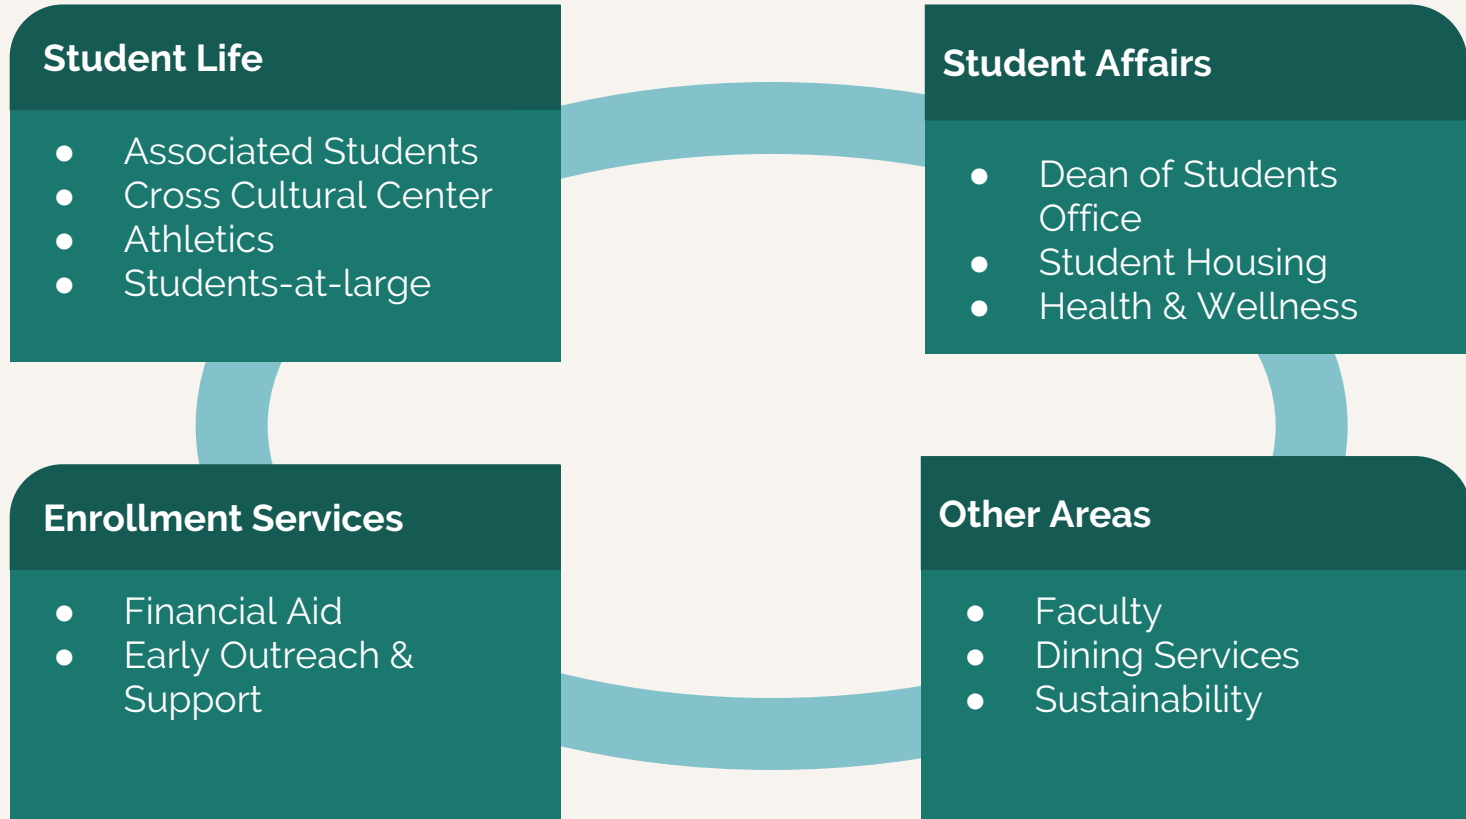 Student Life
● Associated Students
● Cross Cultural Center
● Athletics
● Students-at-large
Student Affairs
● Dean of Students
Office
● Student Housing
● Health & Wellness
Enrollment Services
● Financial Aid
● Early Outreach &
Support
Other Areas
● Faculty
● Dining Services
● Sustainability